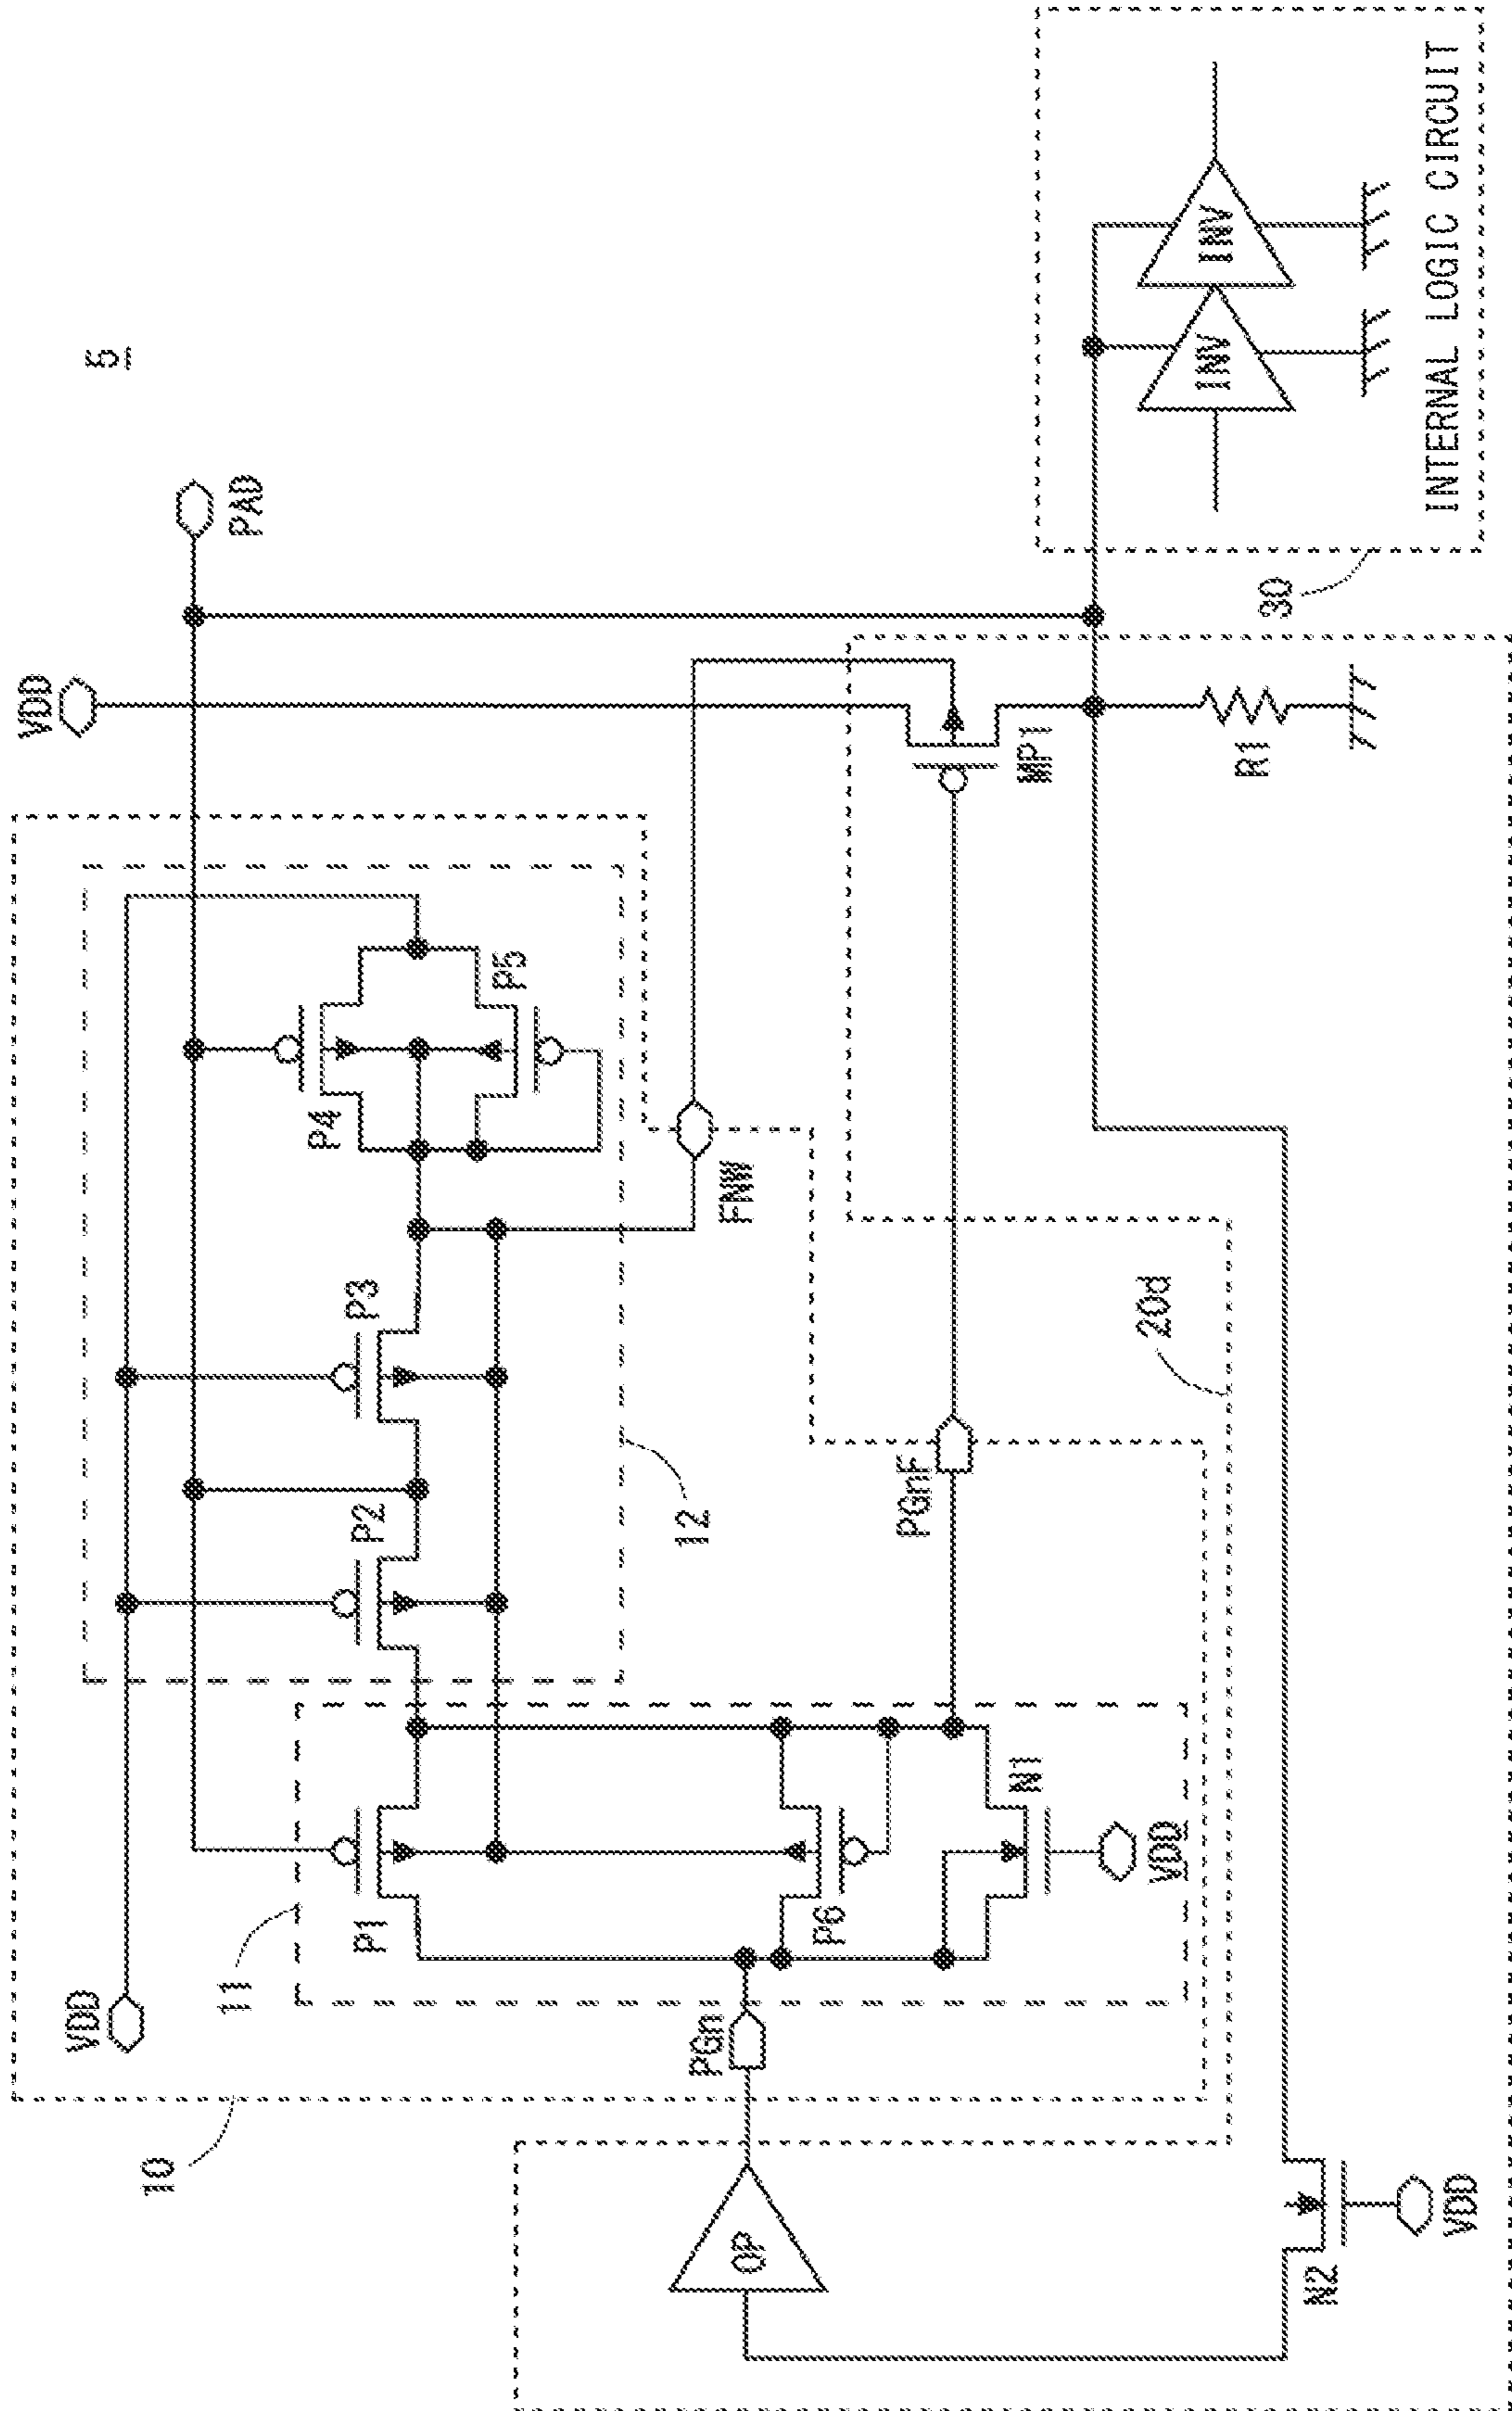 5
VDD
PAD
VDD
10
11
P1
P2
P3
P4
P5
12
FNW
PGn
P6
N1
VDD
PGnF
MP1
R1
20d
OP
N2
VDD
30
INV
INV
INTERNAL LOGIC CIRCUIT